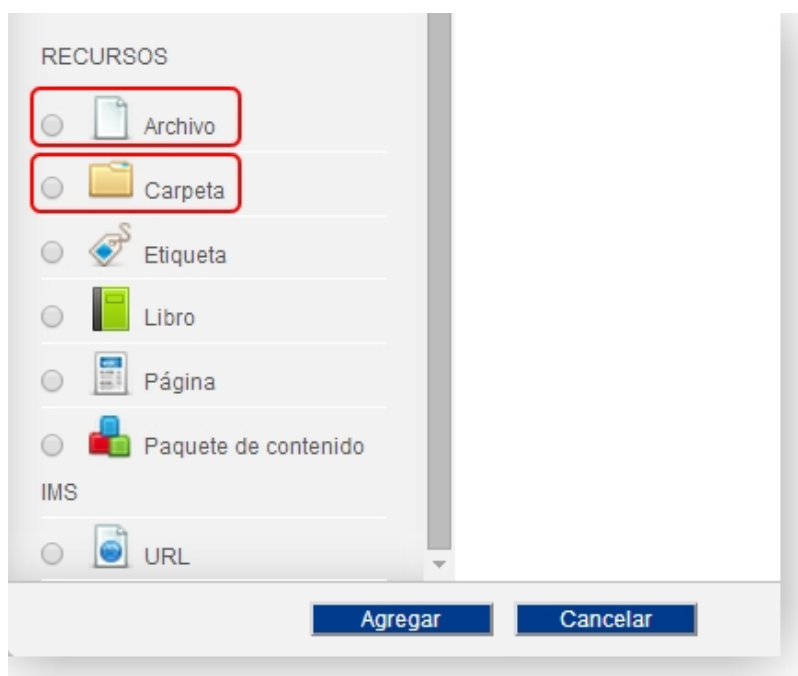 RECURSOS
Archivo
Carpeta
Etiqueta
Libro
Página
Paquete de contenido
IMS
URL
Agregar
Cancelar